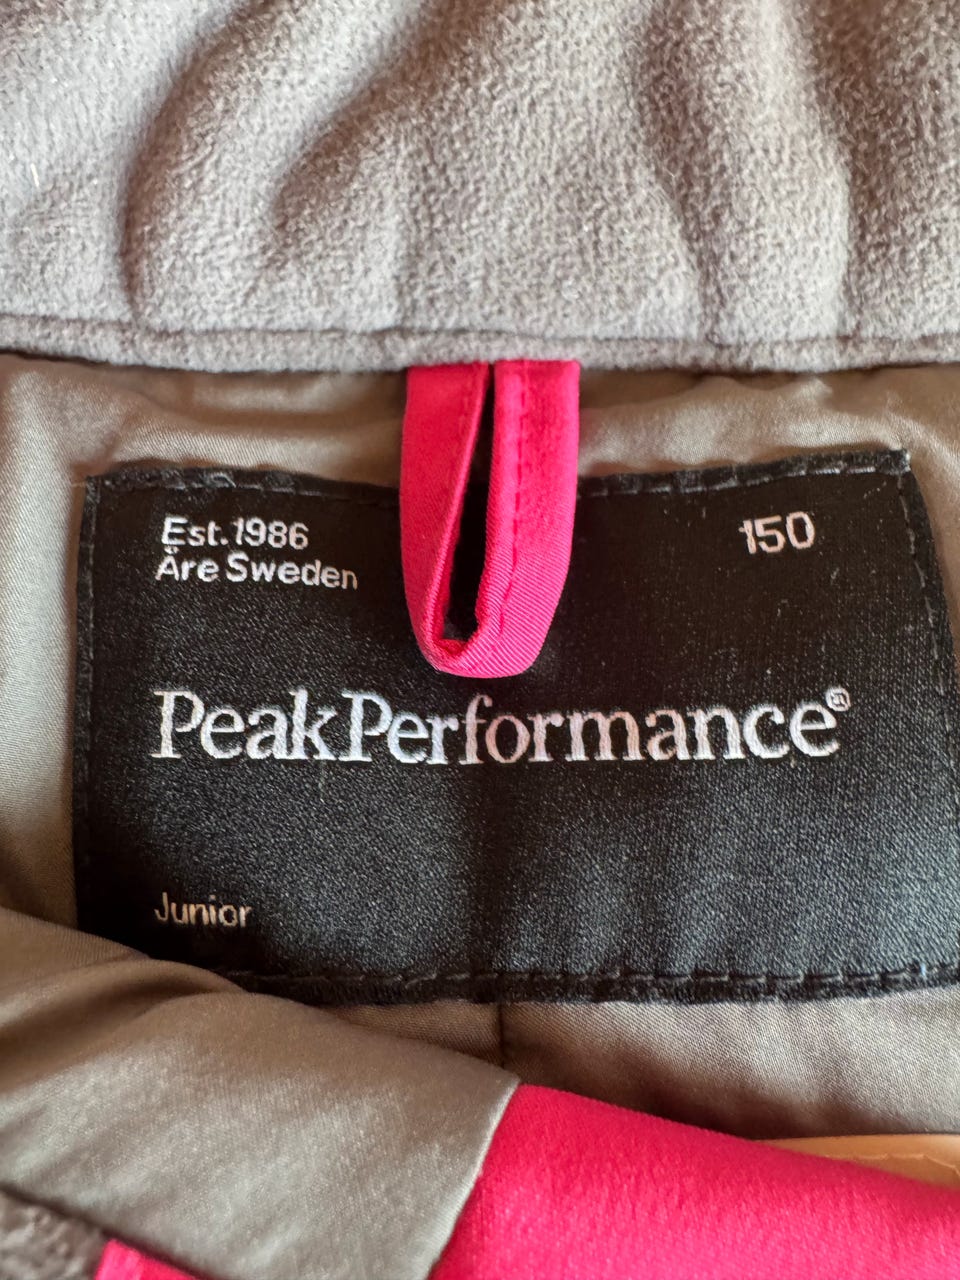 Est. 1986
Åre Sweden
150
PeakPerformance®
Junior